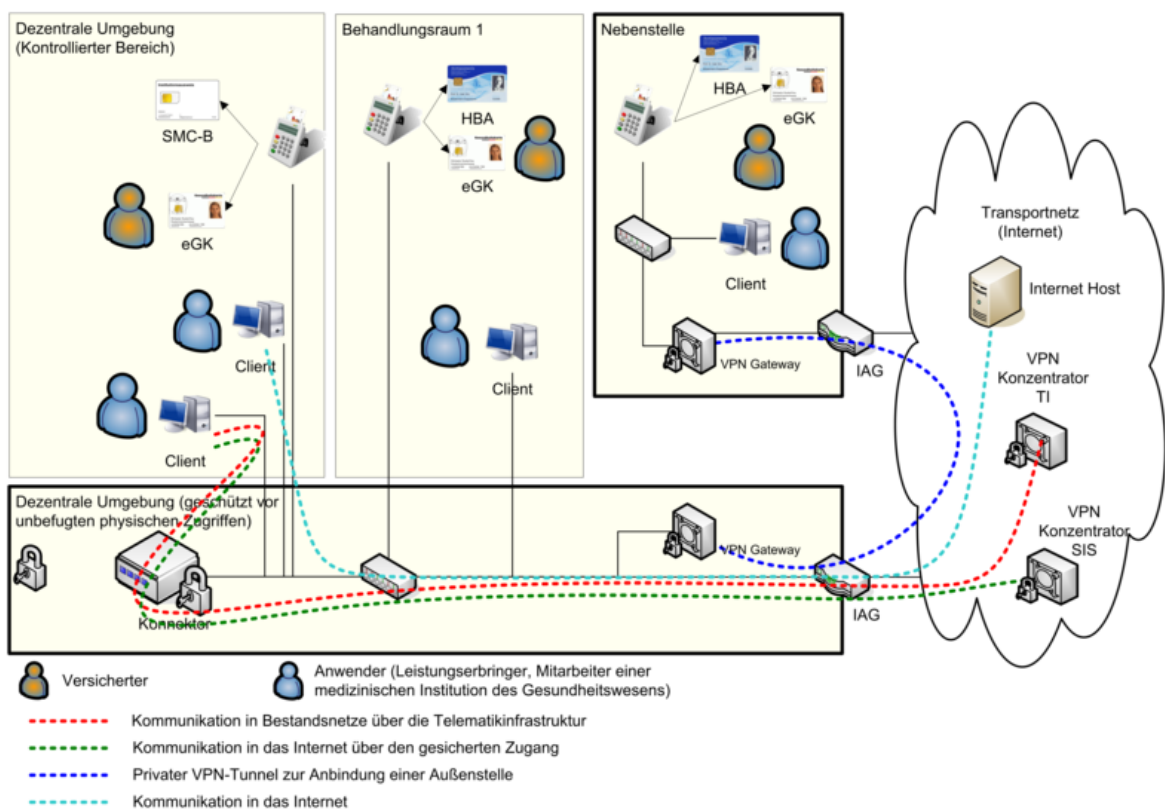 Dezentrale Umgebung
(Kontrollierter Bereich)
SMC-B
eGK
Client
Client
Behandlungsraum 1
HBA
eGK
Client
Nebenstelle
HBA
eGK
Client
VPN Gateway
IAG
Transportnetz
(Internet)
Internet Host
VPN
Konzentrator
TI
VPN
Konzentrator
SIS
Dezentrale Umgebung (geschützt vor
unbefugten physischen Zugriffen)
Konnektor
VPN Gateway
IAG
Versicherter
Anwender (Leistungserbringer, Mitarbeiter einer
medizinischen Institution des Gesundheitswesens)
Kommunikation in Bestandsnetze über die Telematikinfrastruktur
Kommunikation in das Internet über den gesicherten Zugang
Privater VPN-Tunnel zur Anbindung einer Außenstelle
Kommunikation in das Internet